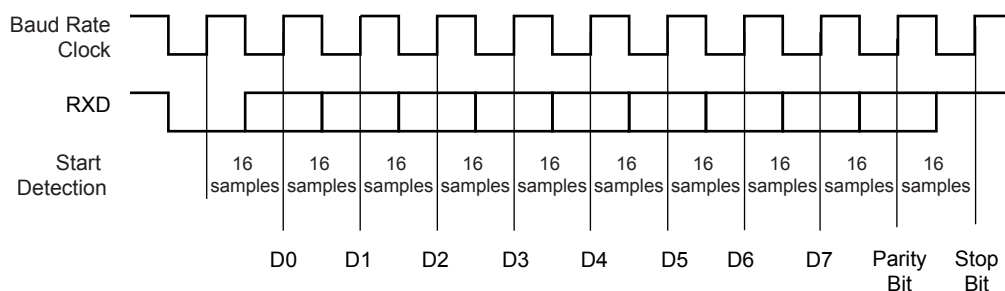 Baud Rate
Clock
RXD
Start
Detection
16 16 16 16 16 16 16 16 16 16
samples samples samples samples samples samples samples samples samples samples
D0 D1 D2 D3 D4 D5 D6 D7 Parity Stop
Bit Bit